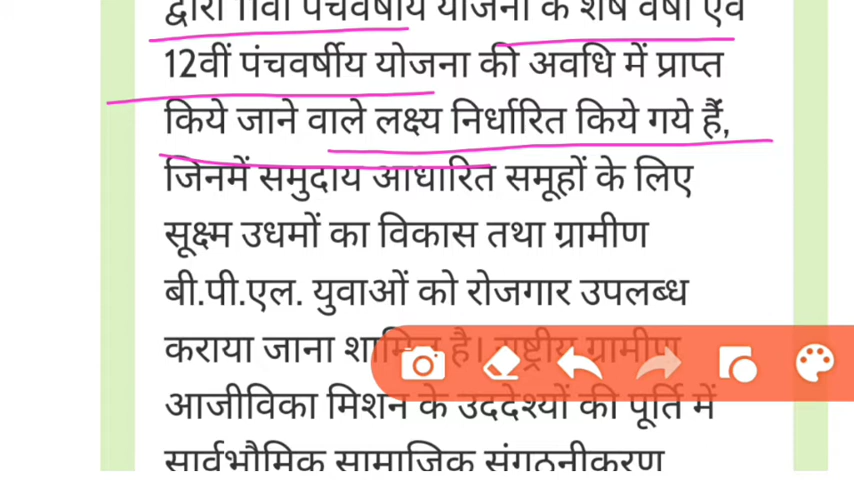 द्वारा 11वीं पंचवर्षीय योजना के शेष वर्षों एवं
12वीं पंचवर्षीय योजना की अवधि में प्राप्त
किये जाने वाले लक्ष्य निर्धारित किये गये हैं,
जिनमें समुदाय आधारित समूहों के लिए
सूक्ष्म उधमों का विकास तथा ग्रामीण
बी.पी.एल. युवाओं को रोजगार उपलब्ध
कराया जाना शामिल है। राष्ट्रीय ग्रामीण
आजीविका मिशन के उददेश्यों की पूर्ति में
सार्वभौमिक सामाजिक संगठनीकरण